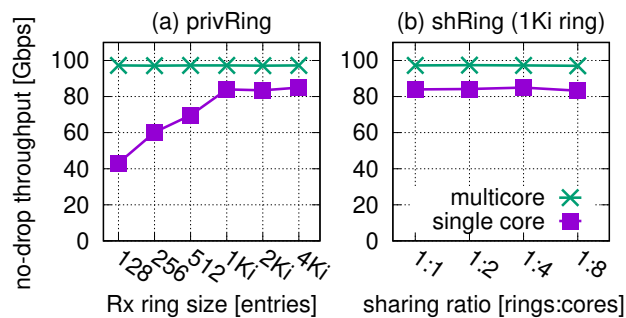 (a) privRing
(b) shRing (1Ki ring)
no-drop throughput [Gbps]
100
80
60
40
20
0
128
256
512
1Ki
2Ki
4Ki
Rx ring size [entries]
100
80
60
40
20
0
multicore
single core
1:1
1:2
1:4
1:8
sharing ratio [rings:cores]